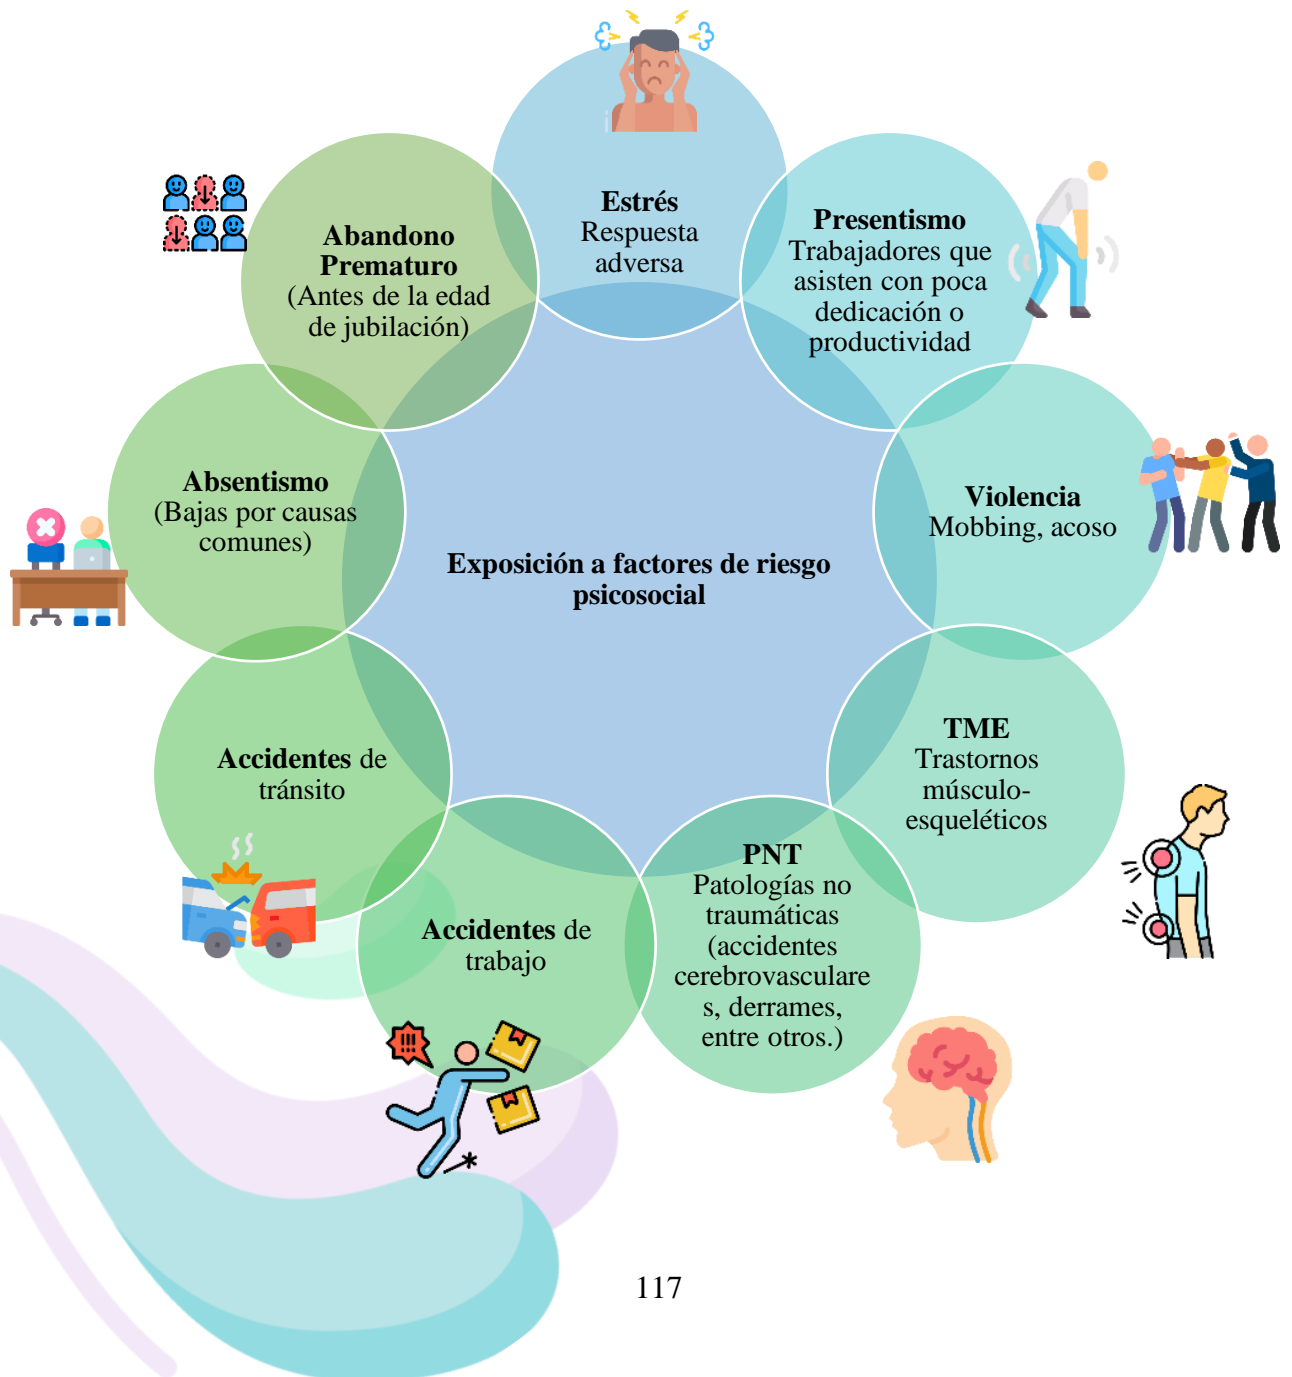 Estrés
Respuesta
adversa
Presentismo
Trabajadores que
asisten con poca
dedicación o
productividad
Violencia
Mobbing, acoso
TME
Trastornos
músculo-
esqueléticos
PNT
Patologías no
traumáticas
(accidentes
cerebrovasculare
s, derrames,
entre otros.)
Accidentes de
trabajo
Accidentes de
tránsito
Absentismo
(Bajas por causas
comunes)
Abandono
Prematuro
(Antes de la edad
de jubilación)
Exposición a factores de riesgo
psicosocial
!!!
117